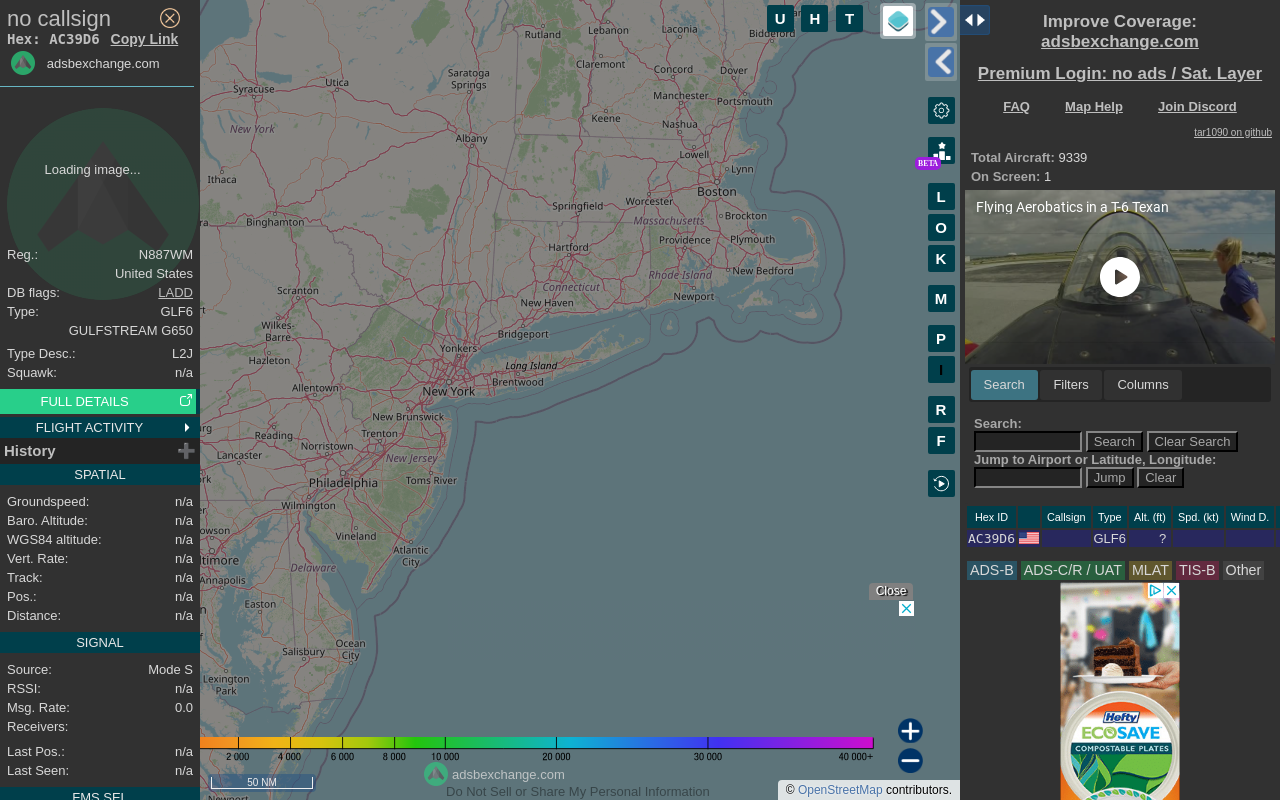 no callsign
Hex: AC39D6 Copy Link
adsbexchange.com
Loading image...
Reg.: N887WM
United States
DB flags: LADD
Type: GLF6
GULFSTREAM G650
Type Desc.: L2J
Squawk: n/a
FULL DETAILS
FLIGHT ACTIVITY
History
SPATIAL
Groundspeed: n/a
Baro. Altitude: n/a
WGS84 altitude: n/a
Vert. Rate: n/a
Track: n/a
Pos.: n/a
Distance: n/a
SIGNAL
Source: Mode S
RSSI: n/a
Msg. Rate: 0.0
Receivers:
Last Pos.: n/a
Last Seen: n/a
FMS SEL
U H T
Rutland
Lebanon
Laconia
Biddeford
Claremont
Concord
Dover
Utica
Saratoga
Springs
Syracuse
Manchester
Portsmouth
Keene
Nashua
New York
Albany
Lowell
Lynn
Ithaca
Boston
Worcester
Springfield
Massachusetts
Brockton
Binghamton
Hartford
Providence
Plymouth
Rhode Island
New Bedford
Scranton
Connecticut
New Haven
Newport
Wilkes-
Barre
Bridgeport
Hazleton
Yonkers
Long Island
Brentwood
Allentown
New York
New Brunswick
Reading
Trenton
Norristown
Lancaster
New Jersey
Philadelphia
Toms River
Wilmington
Vineland
Atlantic
City
Delaware
Annapolis
Easton
Ocean
City
Salisbury
Lexington
Park
Newport
BETA
L
O
K
M
P
I
R
F
Close
2 000 4 000 6 000 8 000 10 000 20 000 30 000 40 000+
adsbexchange.com
50 NM
Do Not Sell or Share My Personal Information
© OpenStreetMap contributors.
Improve Coverage:
adsbexchange.com
Premium Login: no ads / Sat. Layer
FAQ Map Help Join Discord
tar1090 on github
Total Aircraft: 9339
On Screen: 1
Flying Aerobatics in a T-6 Texan
Search Filters Columns
Search:
Search Clear Search
Jump to Airport or Latitude, Longitude:
Jump Clear
Hex ID Callsign Type Alt. (ft) Spd. (kt) Wind D.
AC39D6 GLF6 ?
ADS-B ADS-C/R / UAT MLAT TIS-B Other
Hefty
ECOSAVE
COMPOSTABLE PLATES